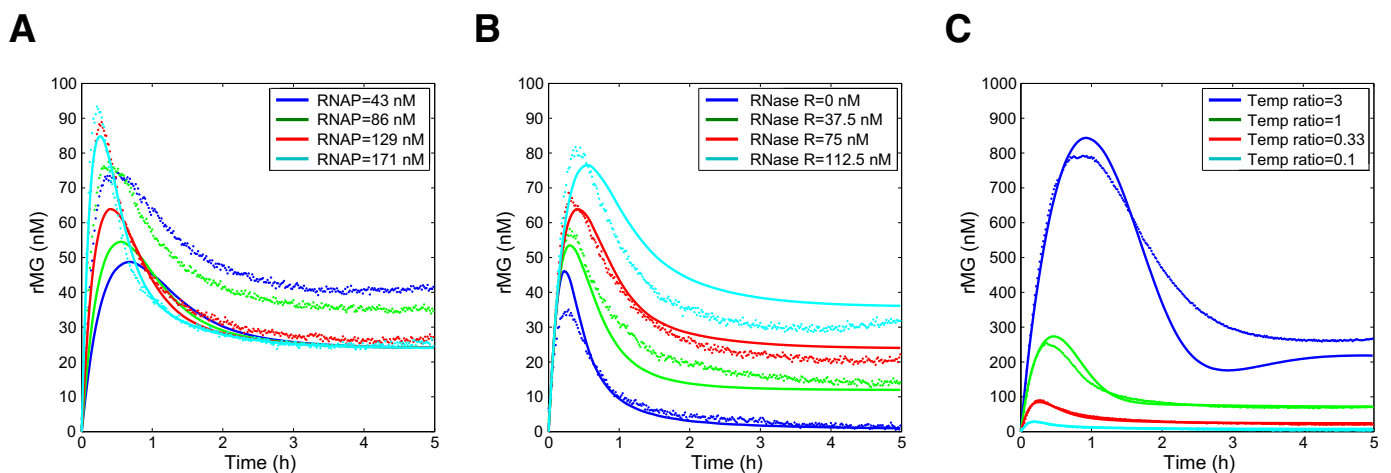 A
B
C
rMG (nM)
100
90
80
70
60
50
40
30
20
10
0
RNAP=43 nM
RNAP=86 nM
RNAP=129 nM
RNAP=171 nM
0 1 2 3 4 5
Time (h)
rMG (nM)
100
90
80
70
60
50
40
30
20
10
0
RNase R=0 nM
RNase R=37.5 nM
RNase R=75 nM
RNase R=112.5 nM
0 1 2 3 4 5
Time (h)
rMG (nM)
1000
900
800
700
600
500
400
300
200
100
0
Temp ratio=3
Temp ratio=1
Temp ratio=0.33
Temp ratio=0.1
0 1 2 3 4 5
Time (h)